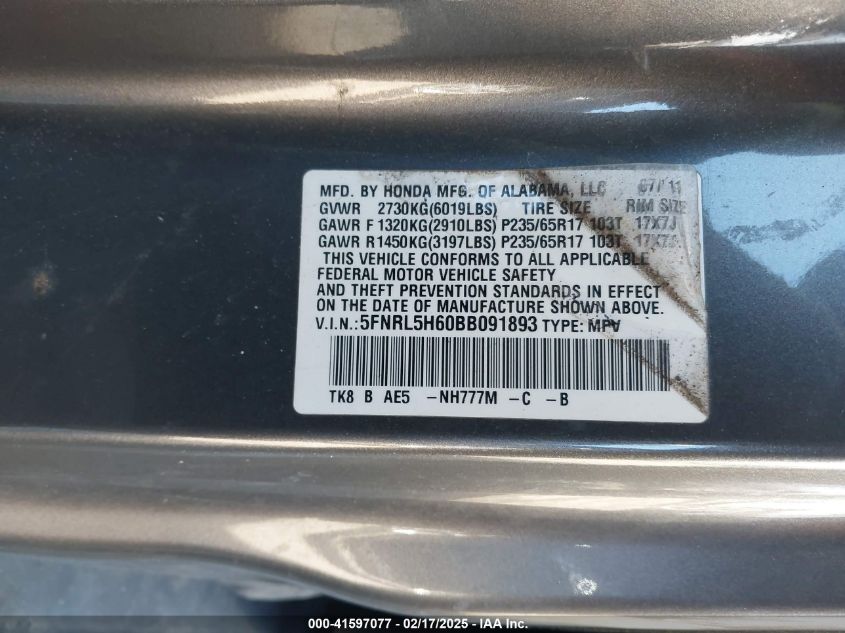 MFD. BY HONDA MFG. OF ALABAMA, LLC 07/11
GVWR 2730KG(6019LBS) TIRE SIZE RIM SIZE
GAWR F 1320KG(2910LBS) P235/65R17 103T 17X7J
GAWR R1450KG(3197LBS) P235/65R17 103T 17X7J
THIS VEHICLE CONFORMS TO ALL APPLICABLE
FEDERAL MOTOR VEHICLE SAFETY
AND THEFT PREVENTION STANDARDS IN EFFECT
ON THE DATE OF MANUFACTURE SHOWN ABOVE.
V.I.N.:5FNRL5H60BB091893 TYPE: MPV
TK8 B AE5 -NH777M -C -B
000-41597077 - 02/17/2025 - IAA Inc.